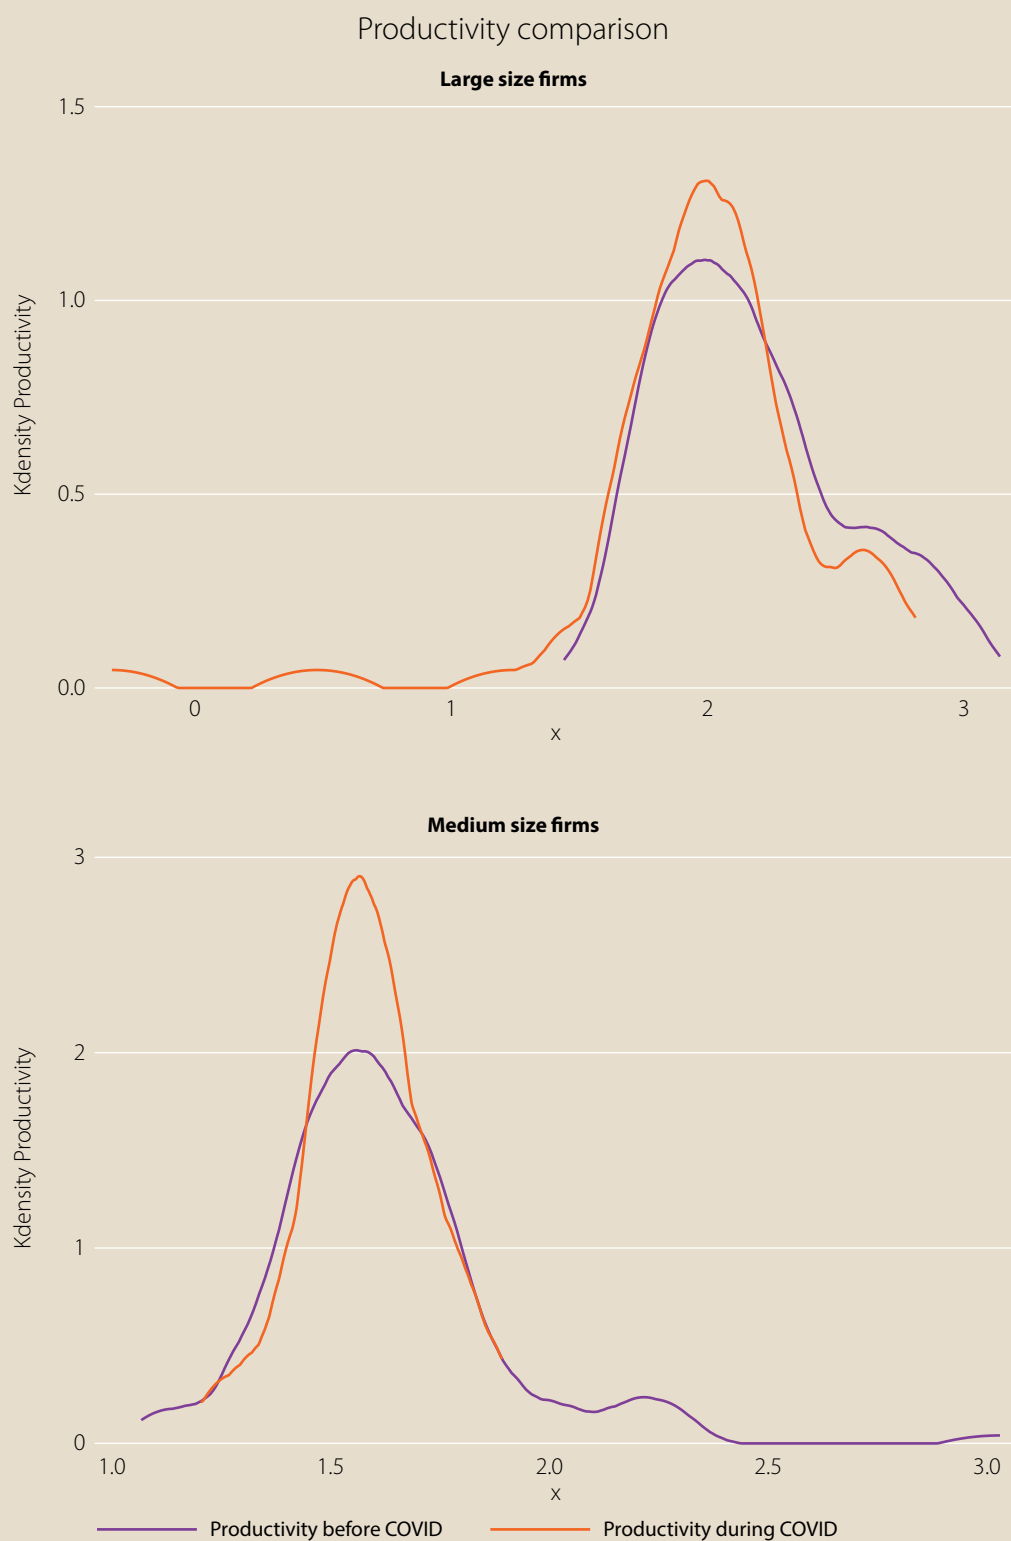 Productivity comparison
Large size firms
1.5
1.0
0.5
0.0
Kdensity Productivity
0 1 2 3
x
Medium size firms
3
2
1
0
Kdensity Productivity
1.0 1.5 2.0 2.5 3.0
x
Productivity before COVID Productivity during COVID